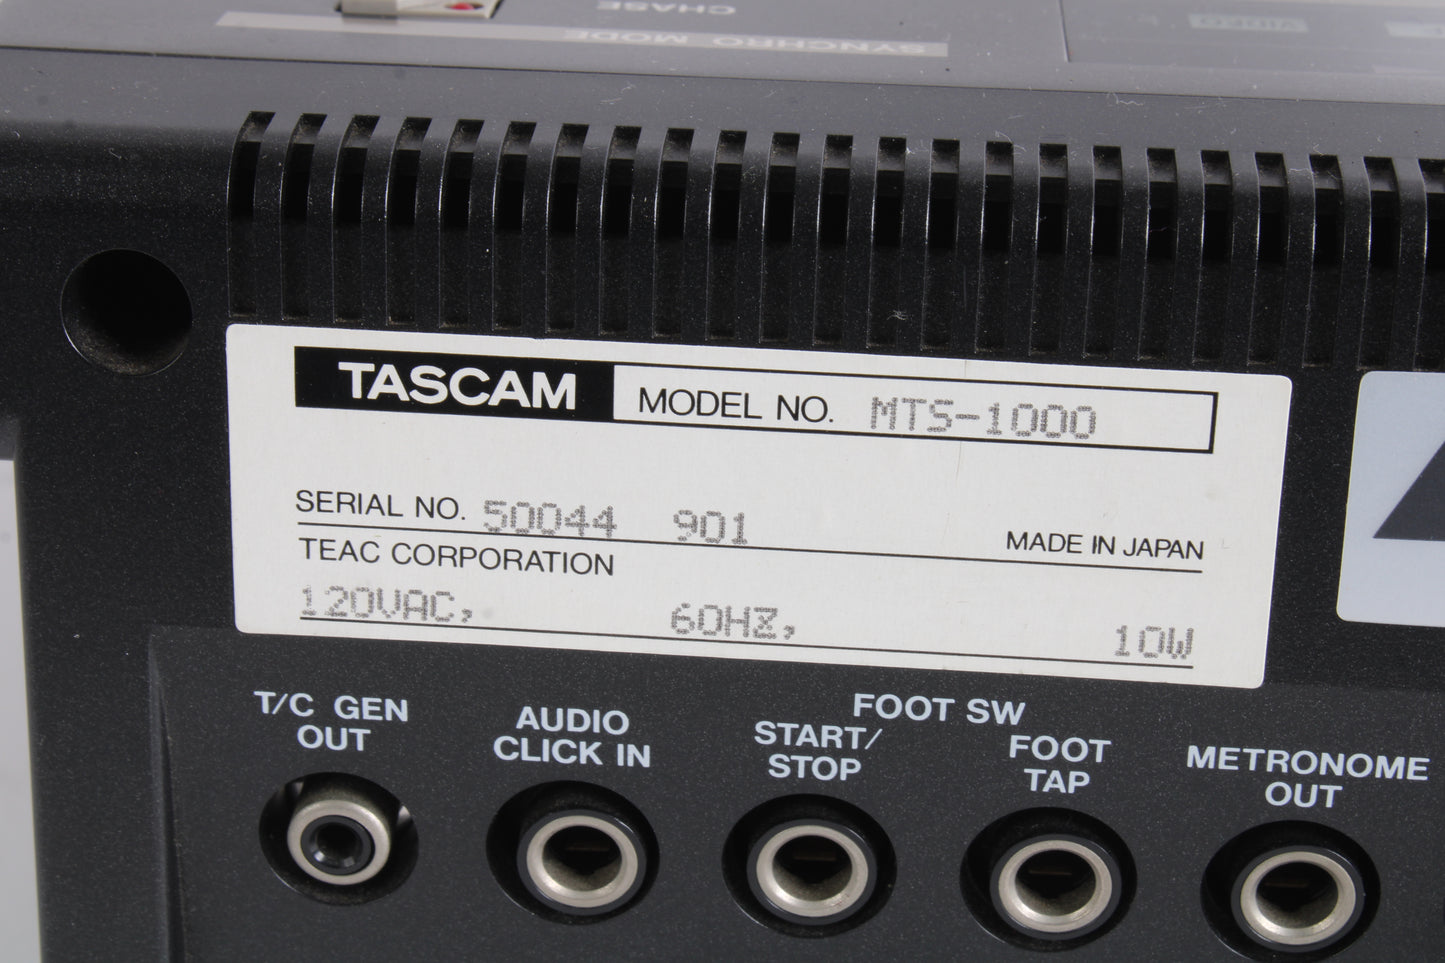 CHASE
SYNCHRO MODE
VIDEO
TASCAM MODEL NO. MTS-1000
SERIAL NO. 50044 901 MADE IN JAPAN
TEAC CORPORATION
120VAC, 60HZ, 10W
T/C GEN
OUT
AUDIO
CLICK IN
FOOT SW
START/
STOP
FOOT
TAP
METRONOME
OUT